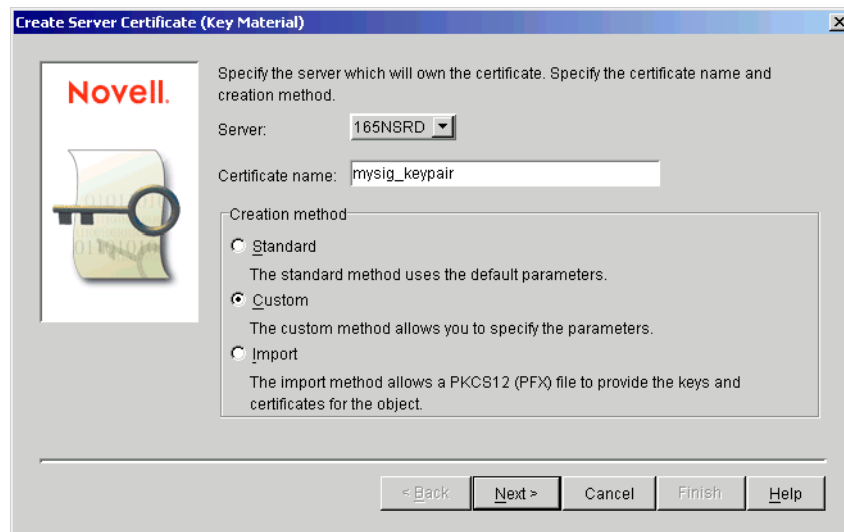 Create Server Certificate (Key Material)
Novell.
Specify the server which will own the certificate. Specify the certificate name and
creation method.
Server:
165NSRD
Certificate name:
mysig_keypair
Creation method
Standard
The standard method uses the default parameters.
Custom
The custom method allows you to specify the parameters.
Import
The import method allows a PKCS12 (PFX) file to provide the keys and
certificates for the object.
< Back
Next >
Cancel
Finish
Help